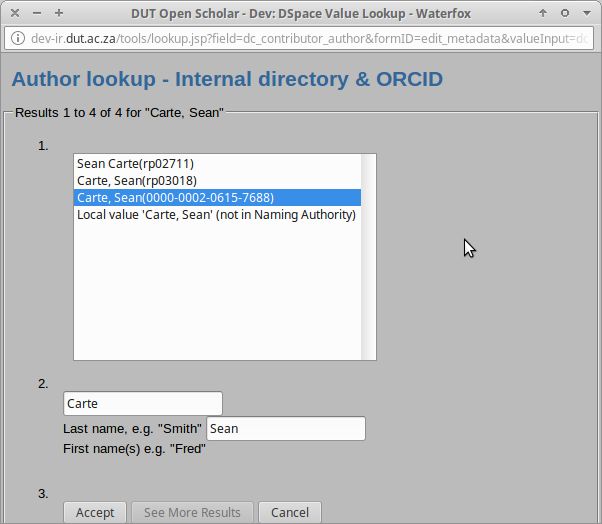 DUT Open Scholar - Dev: DSpace Value Lookup - Waterfox
dev-ir.dut.ac.za/tools/lookup.jsp?field=dc_contributor_author&formID=edit_metadata&valueInput=dc
Author lookup - Internal directory & ORCID
Results 1 to 4 of 4 for "Carte, Sean"
1.
Sean Carte(rp02711)
Carte, Sean(rp03018)
Carte, Sean(0000-0002-0615-7688)
Local value 'Carte, Sean' (not in Naming Authority)
2.
Carte
Last name, e.g. "Smith" Sean
First name(s) e.g. "Fred"
3.
Accept See More Results Cancel